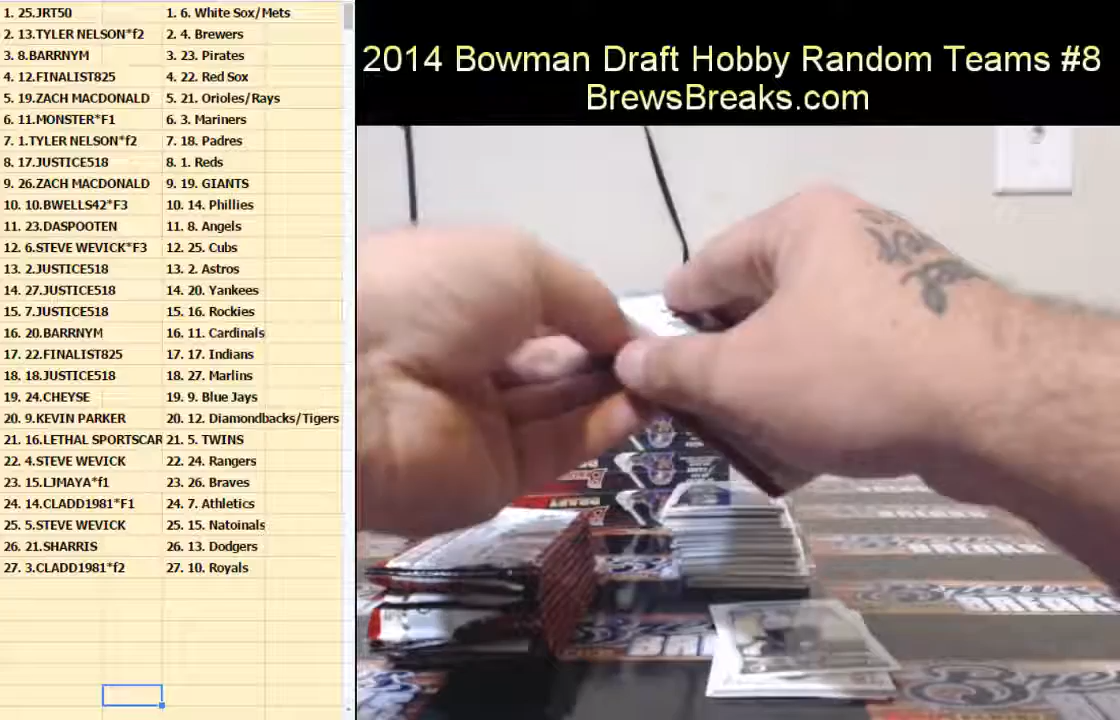 2014 Bowman Draft Hobby Random Teams #8
BrewsBreaks.com
1. 25.JRT50 1. 6. White Sox/Mets
2. 13.TYLER NELSON*f2 2. 4. Brewers
3. 8.BARRNYM 3. 23. Pirates
4. 12.FINALIST825 4. 22. Red Sox
5. 19.ZACH MACDONALD 5. 21. Orioles/Rays
6. 11.MONSTER*F1 6. 3. Mariners
7. 1.TYLER NELSON*f2 7. 18. Padres
8. 17.JUSTICE518 8. 1. Reds
9. 26.ZACH MACDONALD 9. 19. GIANTS
10. 10.BWELLS42*F3 10. 14. Phillies
11. 23.DASPOOTEN 11. 8. Angels
12. 6.STEVE WEVICK*F3 12. 25. Cubs
13. 2.JUSTICE518 13. 2. Astros
14. 27.JUSTICE518 14. 20. Yankees
15. 7.JUSTICE518 15. 16. Rockies
16. 20.BARRNYM 16. 11. Cardinals
17. 22.FINALIST825 17. 17. Indians
18. 18.JUSTICE518 18. 27. Marlins
19. 24.CHEYSE 19. 9. Blue Jays
20. 9.KEVIN PARKER 20. 12. Diamondbacks/Tigers
21. 16.LETHAL SPORTSCAR 21. 5. TWINS
22. 4.STEVE WEVICK 22. 24. Rangers
23. 15.LJMAYA*f1 23. 26. Braves
24. 14.CLADD1981*F1 24. 7. Athletics
25. 5.STEVE WEVICK 25. 15. Natoinals
26. 21.SHARRIS 26. 13. Dodgers
27. 3.CLADD1981*f2 27. 10. Royals
BREAKS